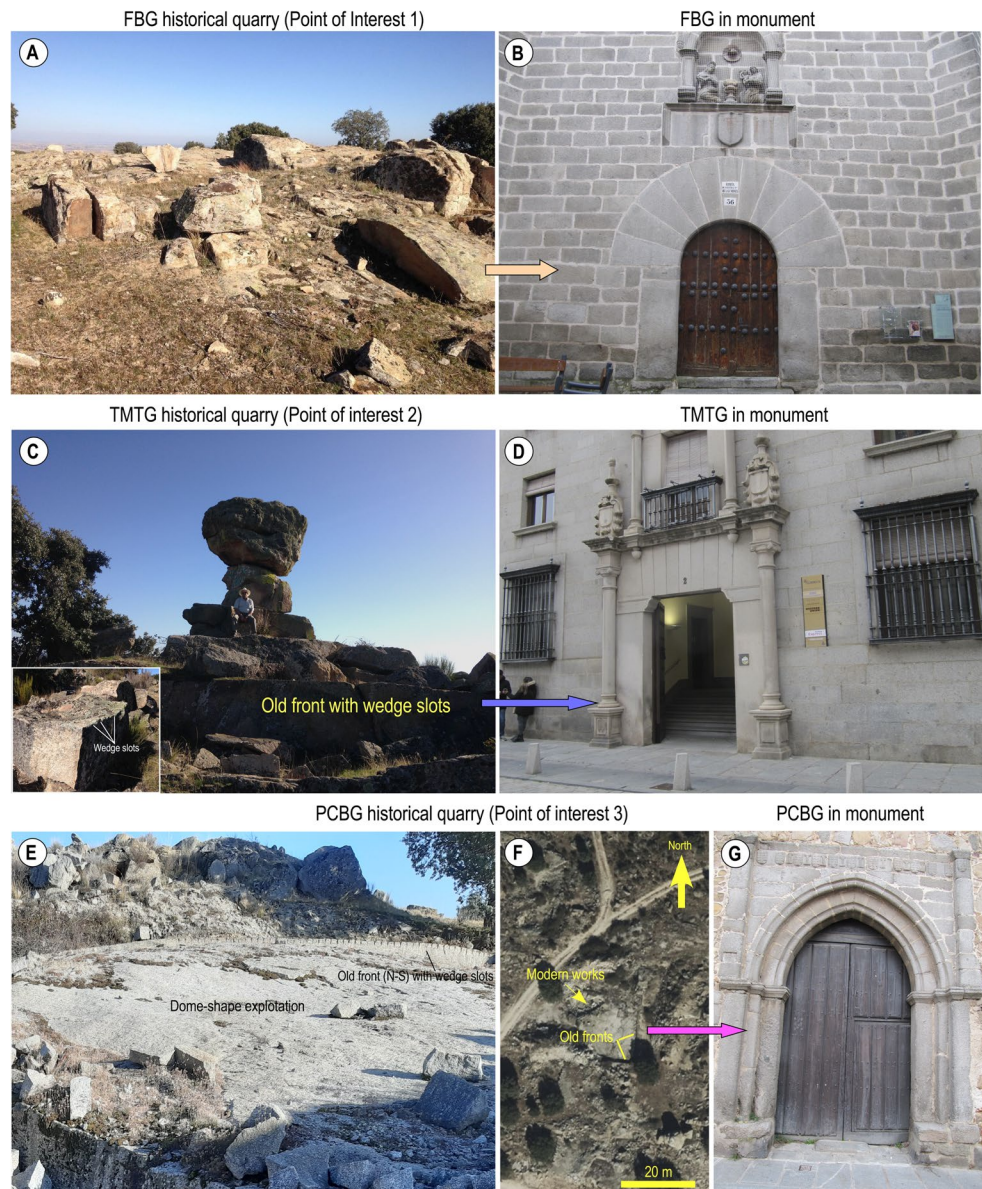 FBG historical quarry (Point of Interest 1)
FBG in monument
A
B
56
TMTG historical quarry (Point of interest 2)
TMTG in monument
C
D
Old front with wedge slots
Wedge slots
PCBG historical quarry (Point of interest 3)
PCBG in monument
E
F
G
North
Old front (N-S) with wedge slots
Modern works
Dome-shape explotation
Old fronts
20 m